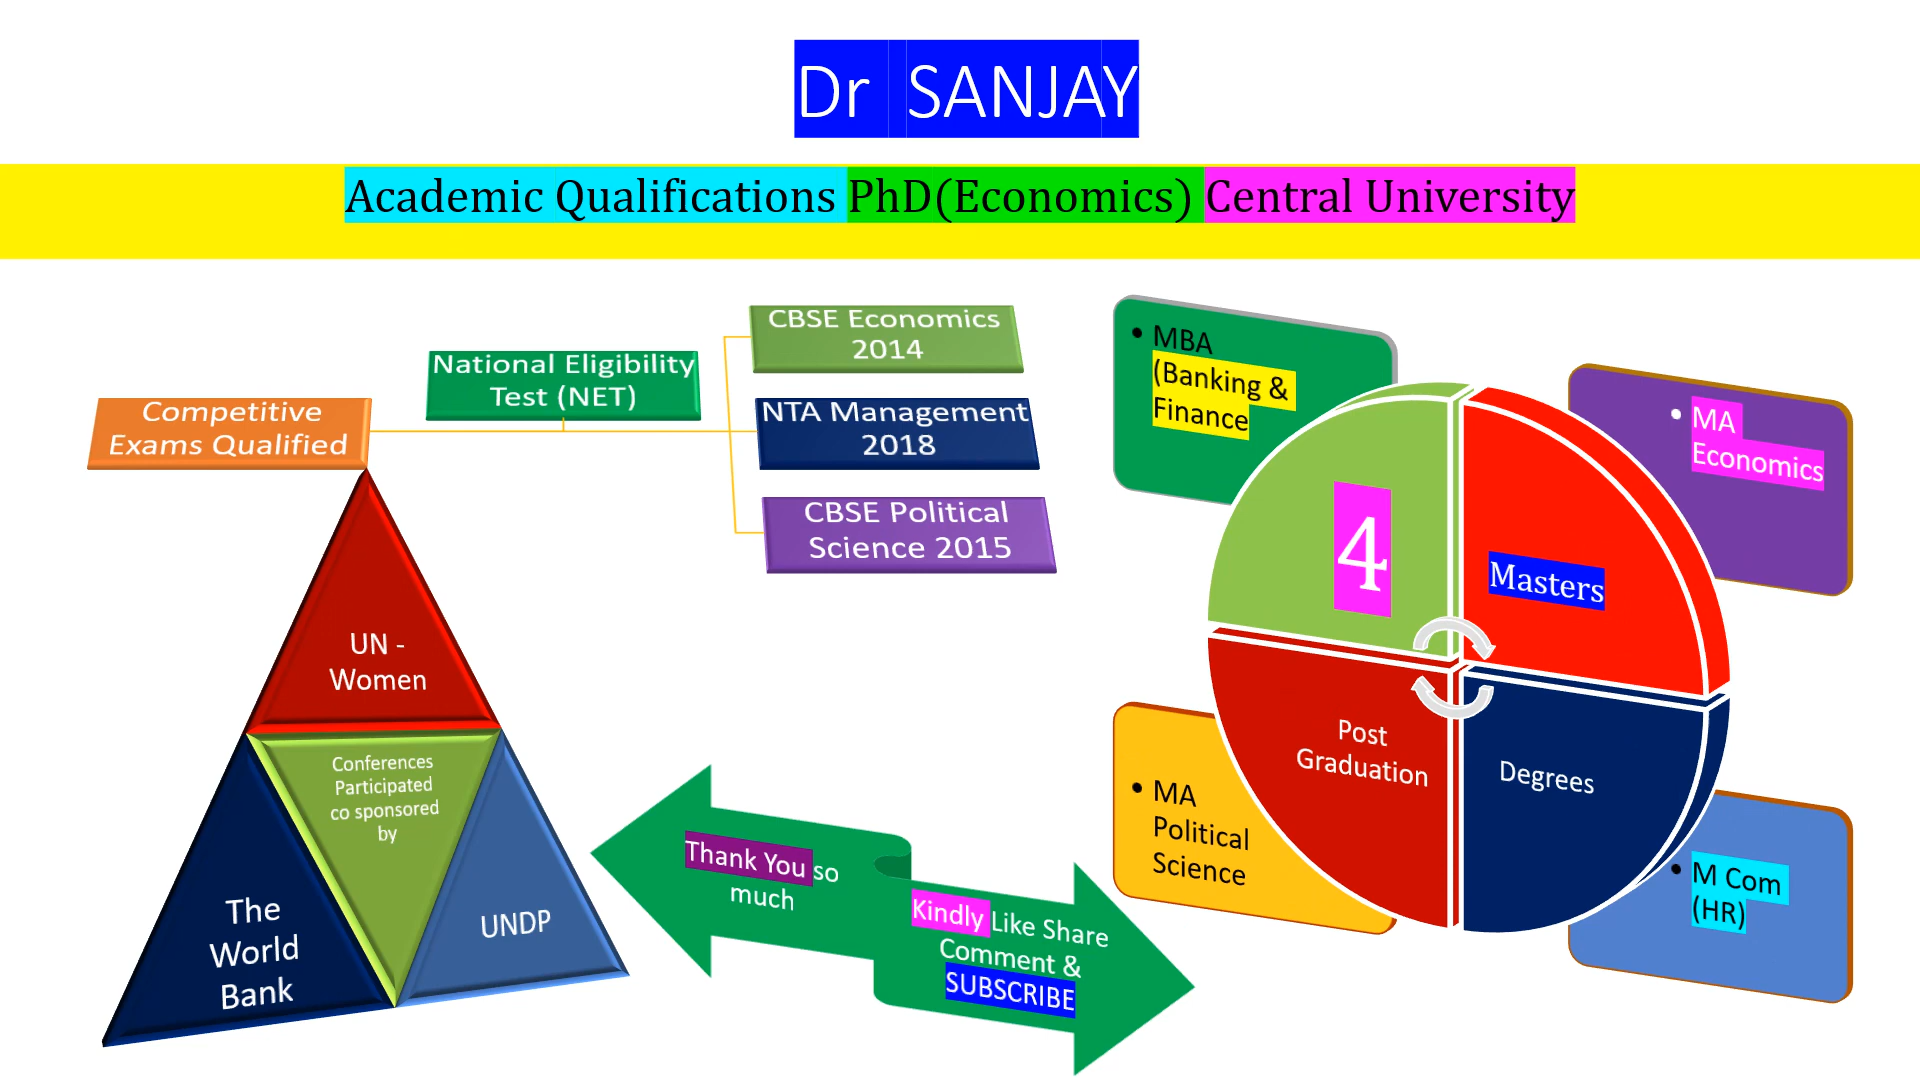 Dr SANJAY
Academic Qualifications PhD(Economics) Central University
Competitive
Exams Qualified
National Eligibility
Test (NET)
CBSE Economics
2014
NTA Management
2018
CBSE Political
Science 2015
UN -
Women
Conferences
Participated
co sponsored
by
The
World
Bank
UNDP
Thank You so
much
Kindly Like Share
Comment &
SUBSCRIBE
• MBA
(Banking &
Finance
• MA
Economics
4
Masters
Post
Graduation
Degrees
• MA
Political
Science
• M Com
(HR)